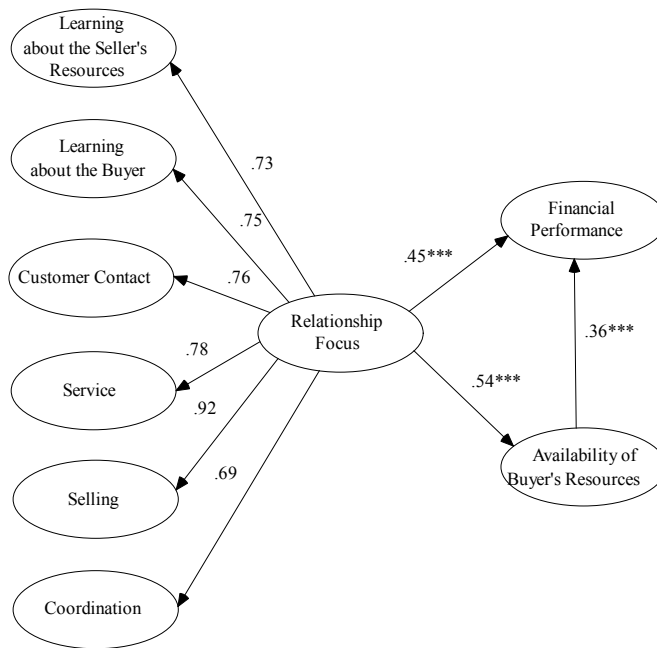 Learning
about the Seller's
Resources
Learning
about the Buyer
Customer Contact
Service
Selling
Coordination
.73
.75
.76
.78
.92
.69
Relationship
Focus
.45***
.54***
.36***
Financial
Performance
Availability of
Buyer's Resources